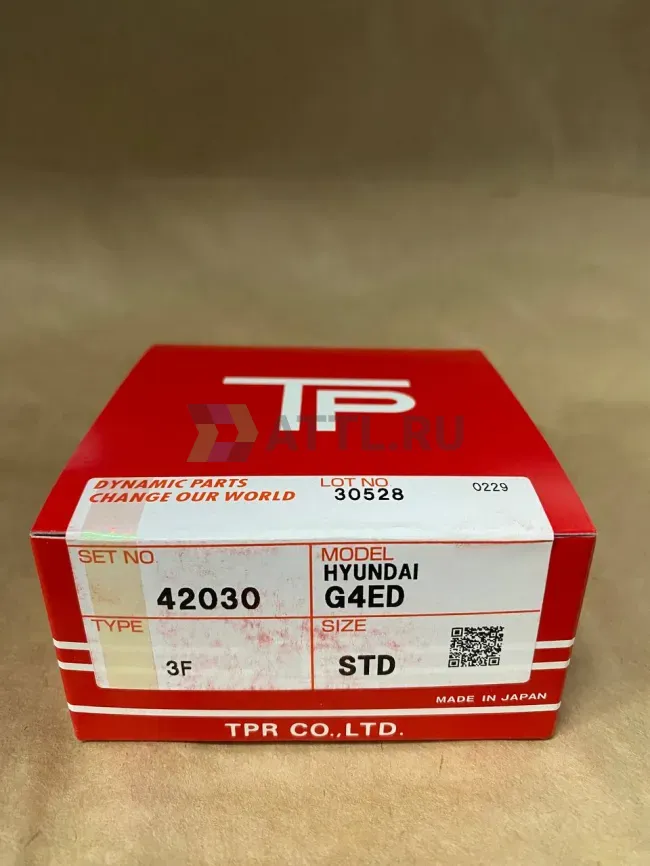 TP
ATTL.RU
DYNAMIC PARTS
CHANGE OUR WORLD
LOT NO
30528
0229
SET NO.
42030
MODEL
HYUNDAI
G4ED
TYPE
3F
SIZE
STD
MADE IN JAPAN
TPR CO.,LTD.